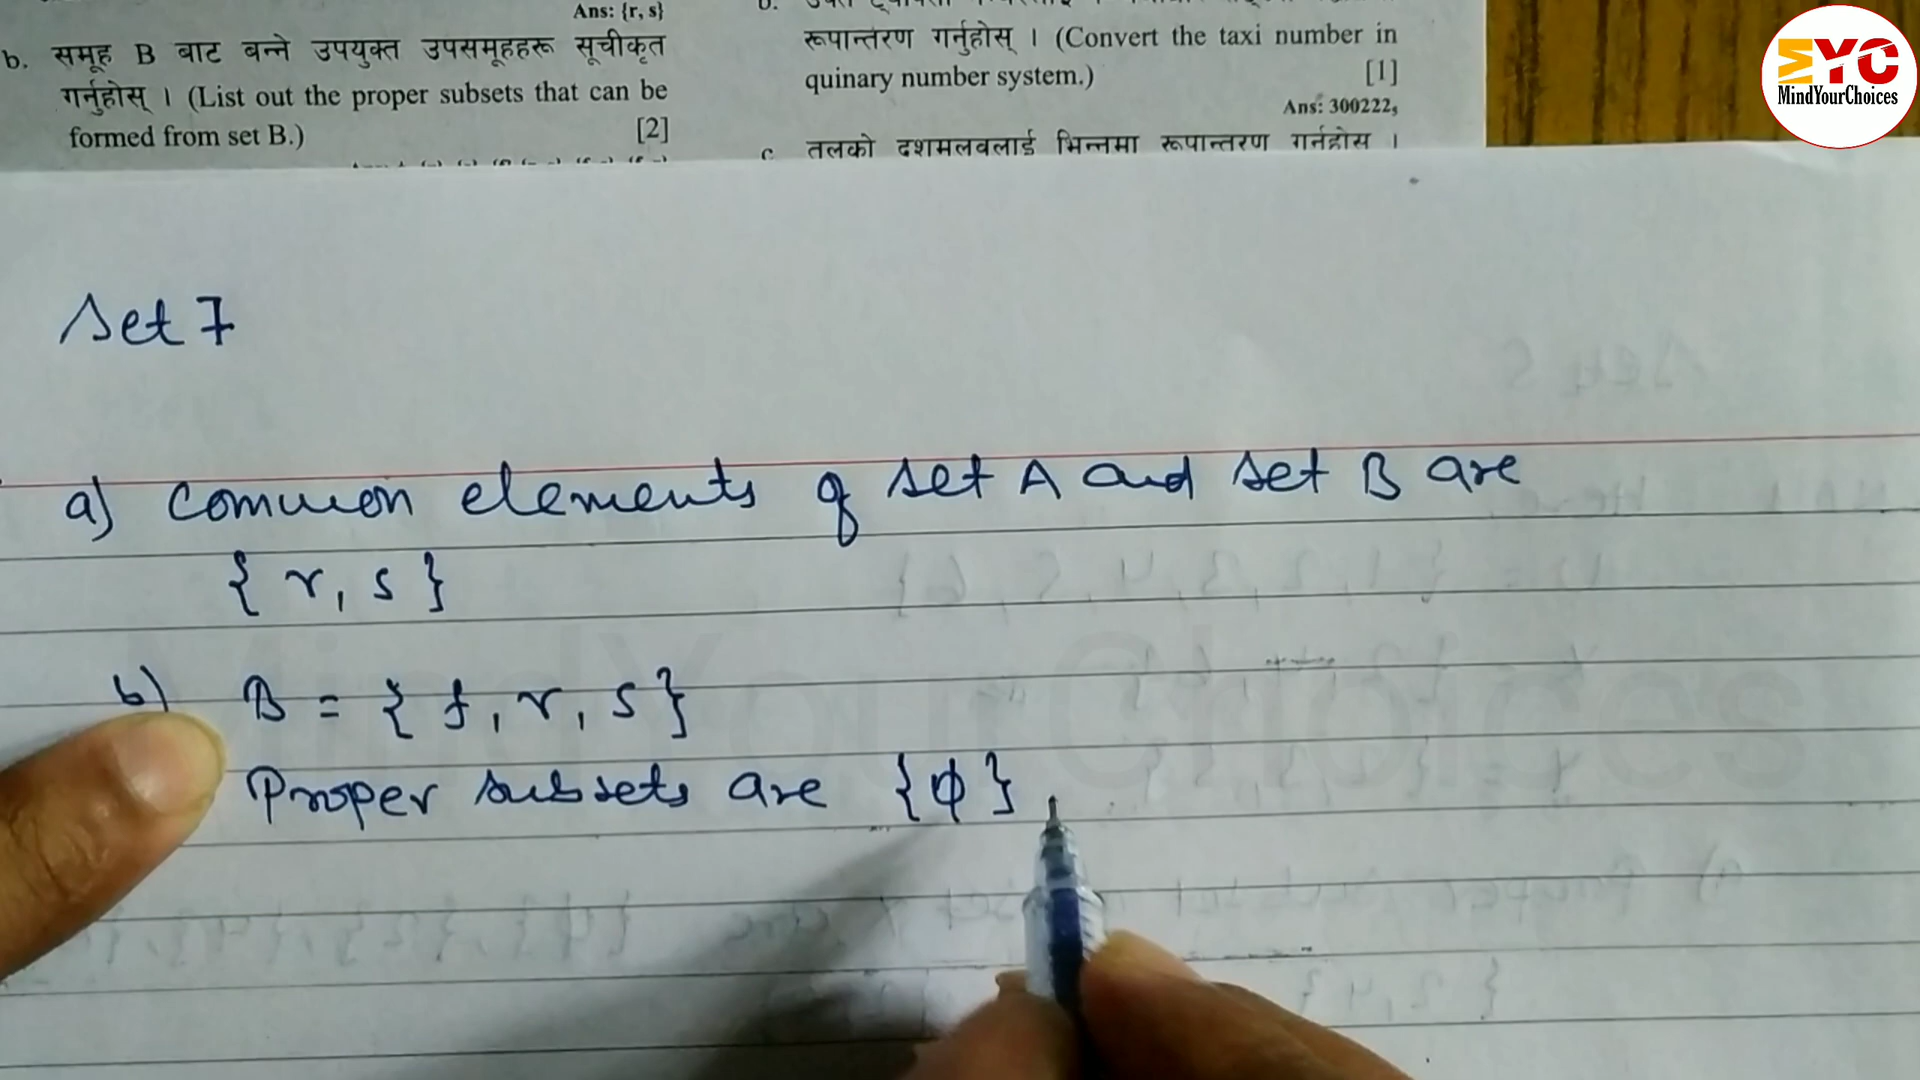 Ans: {r, s}
b. समूह B बाट बन्ने उपयुक्त उपसमूहहरू सूचीकृत
गर्नुहोस् । (List out the proper subsets that can be
formed from set B.) [2]
रूपान्तरण गर्नुहोस् । (Convert the taxi number in
quinary number system.) [1]
Ans: 300222₅
c तलको दशमलवलाई भिन्नमा रूपान्तरण गर्नुहोस् ।
MYC
MindYourChoices
Set 7
a) Common elements of set A and set B are
{ r, s }
b) B = { f, r, s }
Proper subsets are {ϕ},
MindYourChoices